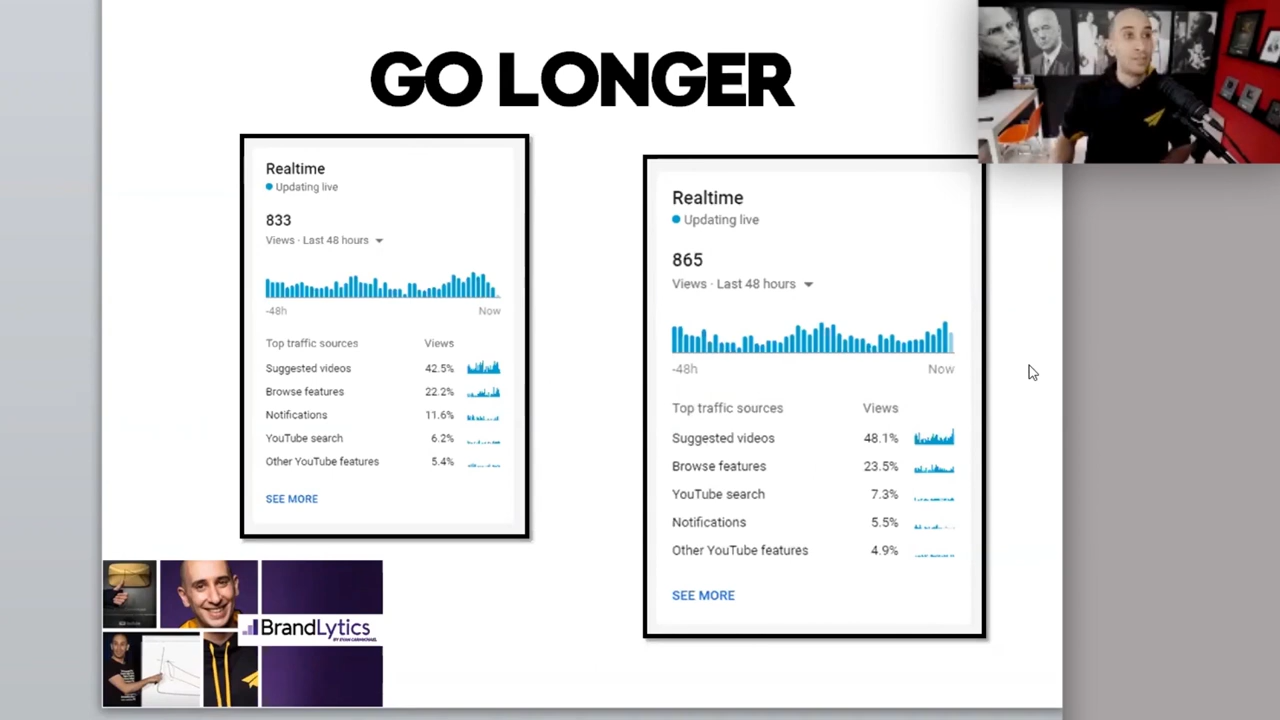 GO LONGER
Realtime
Updating live
833
Views · Last 48 hours
-48h Now
Top traffic sources Views
Suggested videos 42.5%
Browse features 22.2%
Notifications 11.6%
YouTube search 6.2%
Other YouTube features 5.4%
SEE MORE
Realtime
Updating live
865
Views · Last 48 hours
-48h Now
Top traffic sources Views
Suggested videos 48.1%
Browse features 23.5%
YouTube search 7.3%
Notifications 5.5%
Other YouTube features 4.9%
SEE MORE
BrandLytics
BY EVAN CARMICHAEL